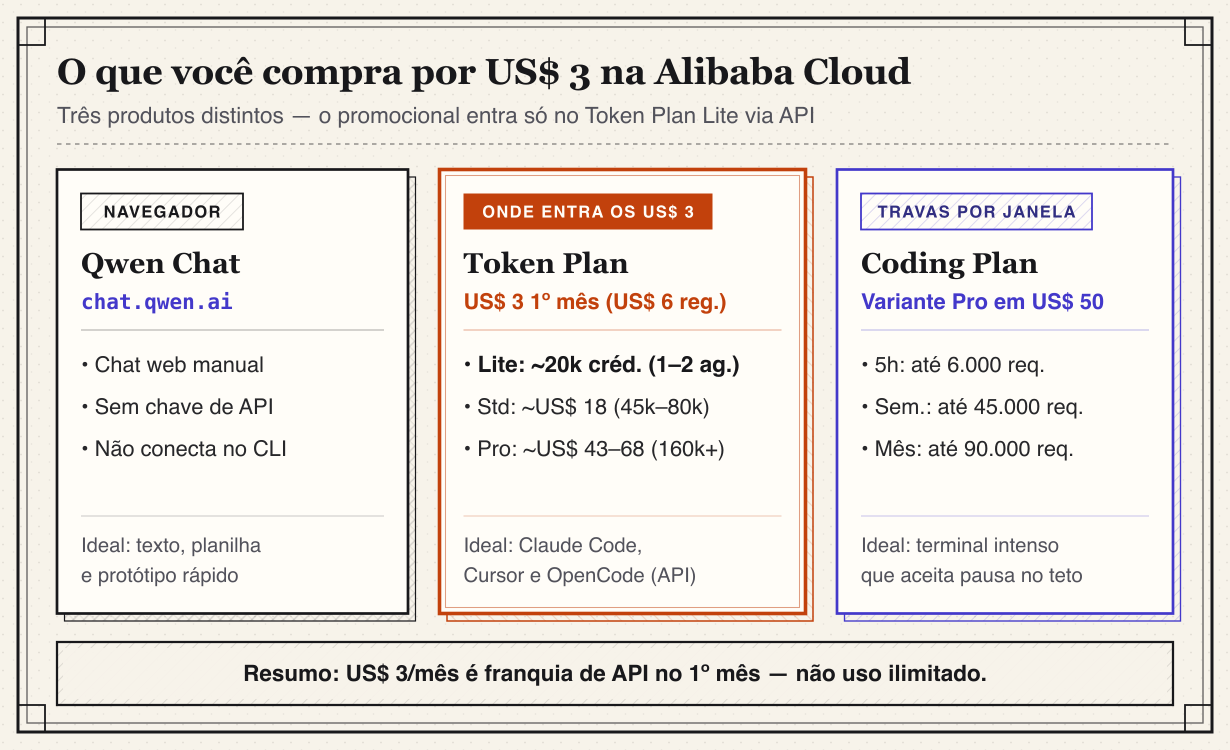 O que você compra por US$ 3 na Alibaba Cloud
Três produtos distintos — o promocional entra só no Token Plan Lite via API
NAVEGADOR
Qwen Chat
chat.qwen.ai
• Chat web manual
• Sem chave de API
• Não conecta no CLI
Ideal: texto, planilha
e protótipo rápido
ONDE ENTRA OS US$ 3
Token Plan
US$ 3 1º mês (US$ 6 reg.)
• Lite: ~20k créd. (1–2 ag.)
• Std: ~US$ 18 (45k–80k)
• Pro: ~US$ 43–68 (160k+)
Ideal: Claude Code,
Cursor e OpenCode (API)
TRAVAS POR JANELA
Coding Plan
Variante Pro em US$ 50
• 5h: até 6.000 req.
• Sem.: até 45.000 req.
• Mês: até 90.000 req.
Ideal: terminal intenso
que aceita pausa no teto
Resumo: US$ 3/mês é franquia de API no 1º mês — não uso ilimitado.